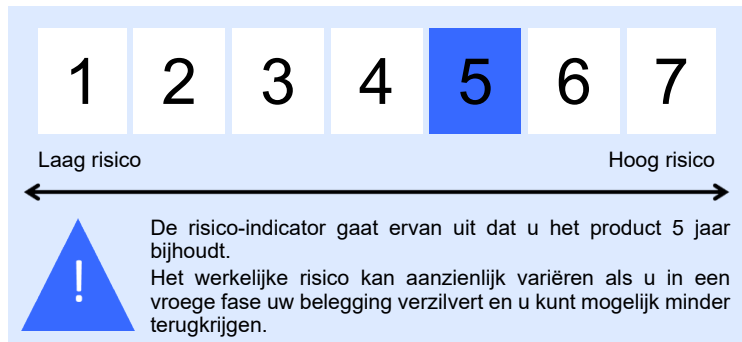 1 2 3 4 5 6 7
Laag risico Hoog risico
De risico-indicator gaat ervan uit dat u het product 5 jaar
bijhoudt.
Het werkelijke risico kan aanzienlijk variëren als u in een
vroege fase uw belegging verzilvert en u kunt mogelijk minder
terugkrijgen.
!